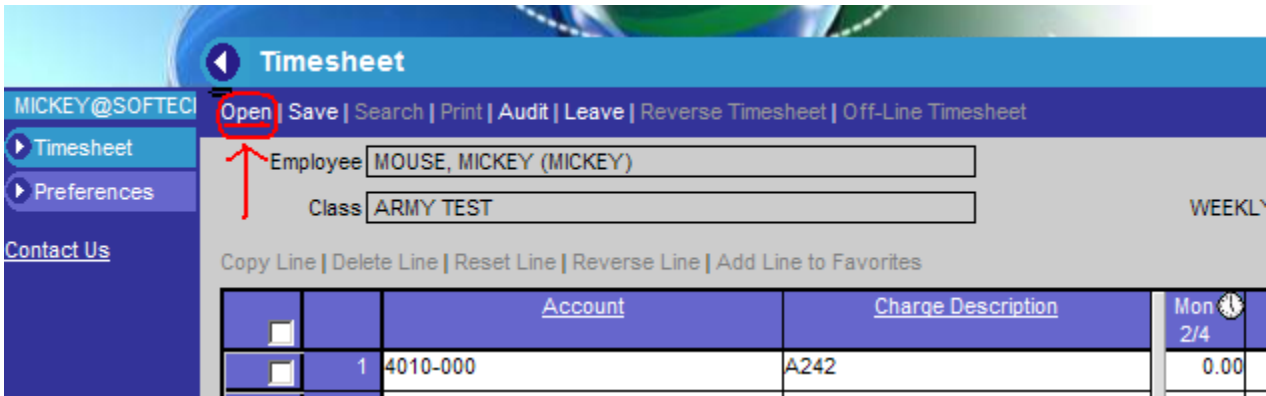 Timesheet
MICKEY@SOFTEC
Open | Save | Search | Print | Audit | Leave | Reverse Timesheet | Off-Line Timesheet
Timesheet
Preferences
Contact Us
Employee MOUSE, MICKEY (MICKEY)
Class ARMY TEST
WEEKLY
Copy Line | Delete Line | Reset Line | Reverse Line | Add Line to Favorites
Account Charge Description Mon
2/4
1 4010-000 A242 0.00